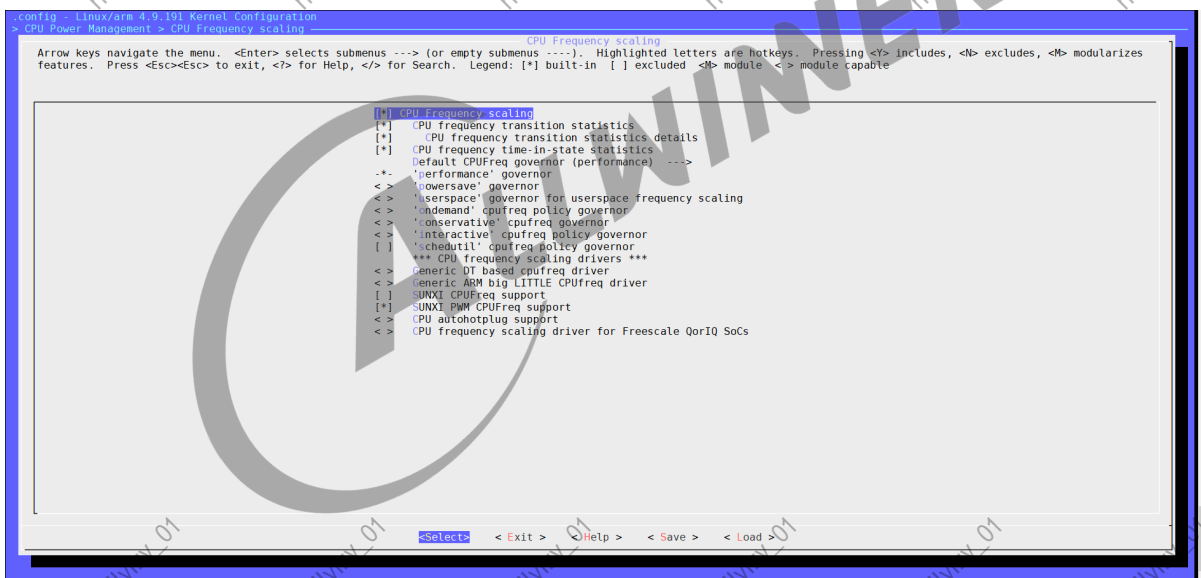 .config - Linux/arm 4.9.191 Kernel Configuration
> CPU Power Management > CPU Frequency scaling
CPU Frequency scaling
Arrow keys navigate the menu. <Enter> selects submenus ---> (or empty submenus ----). Highlighted letters are hotkeys. Pressing <Y> includes, <N> excludes, <M> modularizes
features. Press <Esc><Esc> to exit, <?> for Help, </> for Search. Legend: [*] built-in [ ] excluded <M> module < > module capable
[*] CPU Frequency scaling
[*] CPU frequency transition statistics
[*] CPU frequency transition statistics details
[*] CPU frequency time-in-state statistics
Default CPUFreq governor (performance) --->
-*- 'performance' governor
< > 'powersave' governor
< > 'userspace' governor for userspace frequency scaling
< > 'ondemand' cpufreq policy governor
< > 'conservative' cpufreq governor
< > 'interactive' cpufreq policy governor
[ ] 'schedutil' cpufreq policy governor
*** CPU frequency scaling drivers ***
< > Generic DT based cpufreq driver
< > Generic ARM big LITTLE CPUfreq driver
[ ] SUNXI CPUFreq support
[*] SUNXI PWM CPUFreq support
< > CPU autohotplug support
< > CPU frequency scaling driver for Freescale QorIQ SoCs
<Select> < Exit > < Help > < Save > < Load >
ALLWINNER